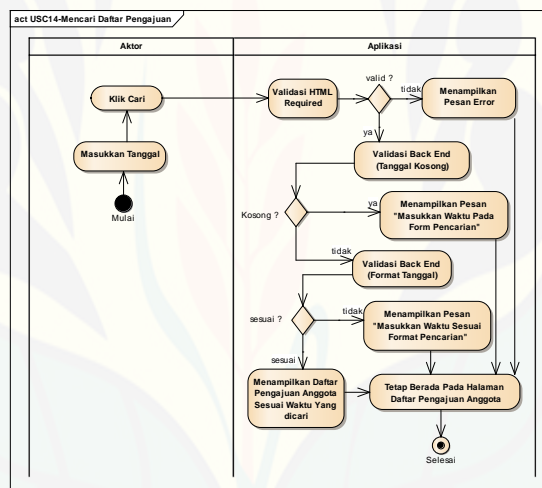 act USC14-Mencari Daftar Pengajuan
Aktor
Aplikasi
Klik Cari
Masukkan Tanggal
Mulai
Validasi HTML
Required
valid ?
tidak
Menampilkan
Pesan Error
ya
Validasi Back End
(Tanggal Kosong)
Kosong ?
ya
Menampilkan Pesan
"Masukkan Waktu Pada
Form Pencarian"
tidak
Validasi Back End
(Format Tanggal)
sesuai ?
tidak
Menampilkan Pesan
"Masukkan Waktu Sesuai
Format Pencarian"
sesuai
Menampilkan Daftar
Pengajuan Anggota
Sesuai Waktu Yang
dicari
Tetap Berada Pada Halaman
Daftar Pengajuan Anggota
Selesai